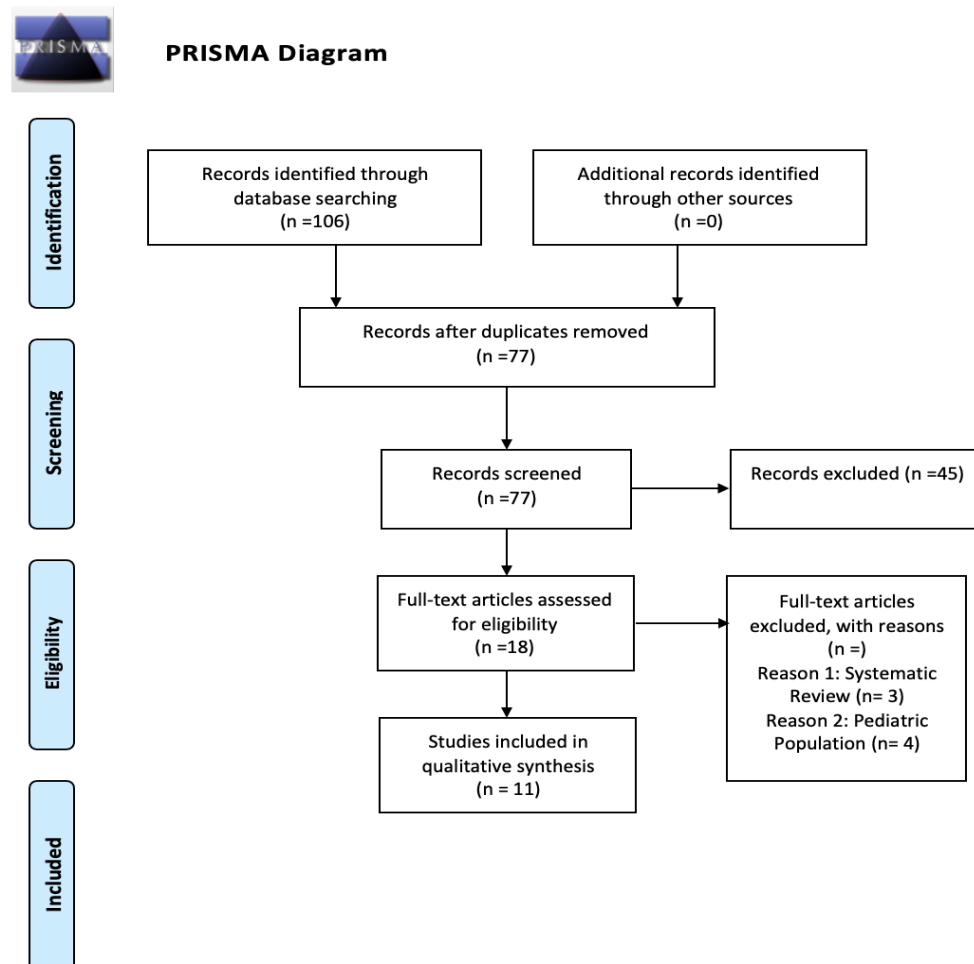 PRISMA
PRISMA Diagram
Identification
Records identified through
database searching
(n =106)
Additional records identified
through other sources
(n =0)
Records after duplicates removed
(n =77)
Screening
Records screened
(n =77)
Records excluded (n =45)
Eligibility
Full-text articles assessed
for eligibility
(n =18)
Full-text articles
excluded, with reasons
(n =)
Reason 1: Systematic
Review (n= 3)
Reason 2: Pediatric
Population (n= 4)
Studies included in
qualitative synthesis
(n = 11)
Included